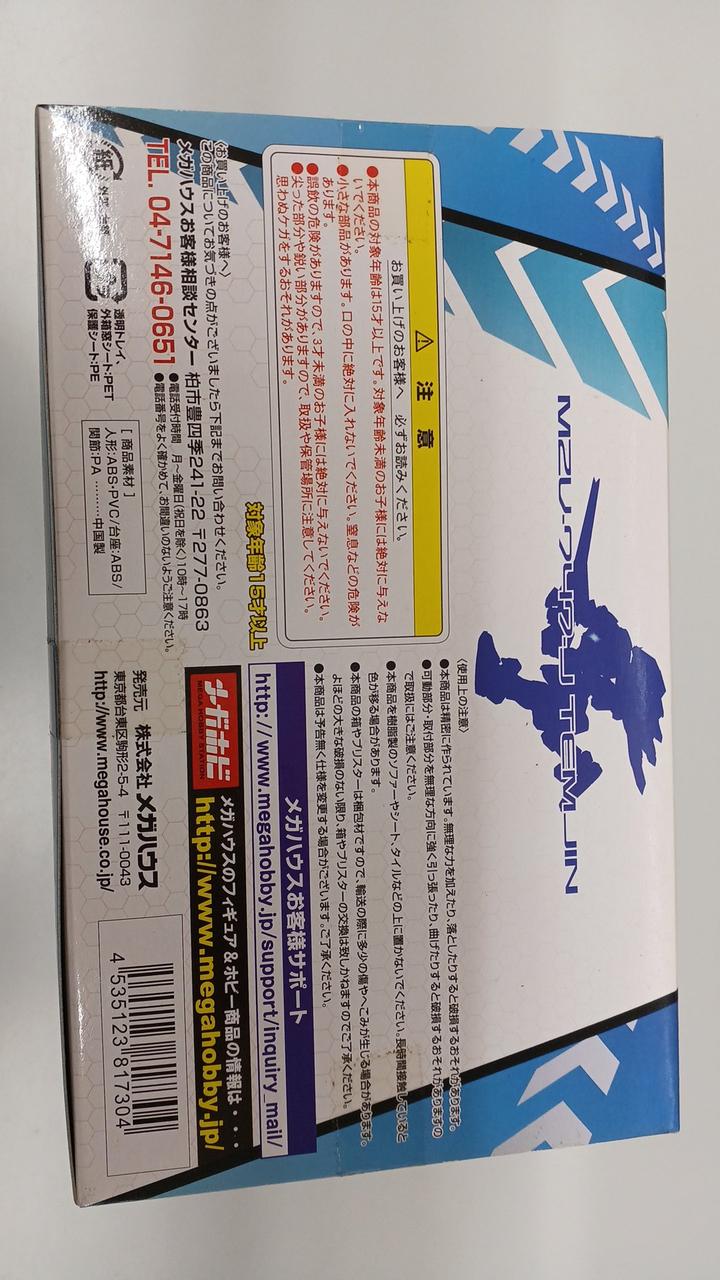 MZV-747J TEMJIN
注意
お買い上げのお客様へ　必ずお読みください。
●本商品の対象年齢は15才以上です。対象年齢未満のお子様には絶対に与えな
いでください。
●小さな部品があります。口の中に絶対に入れないでください。窒息などの危険が
あります。
●誤飲の危険がありますので、3才未満のお子様には絶対に与えないでください。
●尖った部分や鋭い部分がありますので、取扱や保管場所に注意してください。
思わぬケガをするおそれがあります。
対象年齢15才以上
〈お買い上げのお客様へ〉
この商品についてお気づきの点がございましたら下記までお問い合わせください。
メガハウスお客様相談センター 柏市豊四季241-22 〒277-0863
TEL. 04-7146-0651
●電話受付時間　月〜金曜日(祝日を除く)10時〜17時
●電話番号をよく確かめて、お間違いのないようご注意ください。
紙
透明トレイ、
外箱窓シート:PET
保護シート:PE
[ 商品素材 ]
人形:ABS・PVC/台座:ABS/
関節:PA ………中国製
〈使用上の注意〉
●本商品は精密に作られています。無理な力を加えたり、落としたりすると破損するおそれがあります。
●可動部分・取付部分を無理な方向に強く引っ張ったり、曲げたりすると破損するおそれがありますの
で取扱にはご注意ください。
●本商品を樹脂製のソファーやシート、タイルなどの上に置かないでください。長時間接触していると
色が移る場合があります。
●本商品の箱やブリスターは梱包材ですので、輸送の際に多少の傷やへこみが生じる場合があります。
よほどの大きな破損のない限り、箱やブリスターの交換は致しかねますのでご了承ください。
●本商品は予告無く仕様を変更する場合がございます。ご了承ください。
メガハウスお客様サポート
http://www.megahobby.jp/support/inquiry_mail/
メガホビ
MEGA HOBBY STATION
メガハウスのフィギュア & ホビー商品の情報は・・・
http://www.megahobby.jp/
発売元　株式会社 メガハウス
東京都台東区駒形2-5-4　〒111-0043
http://www.megahouse.co.jp/
4 535123 817304